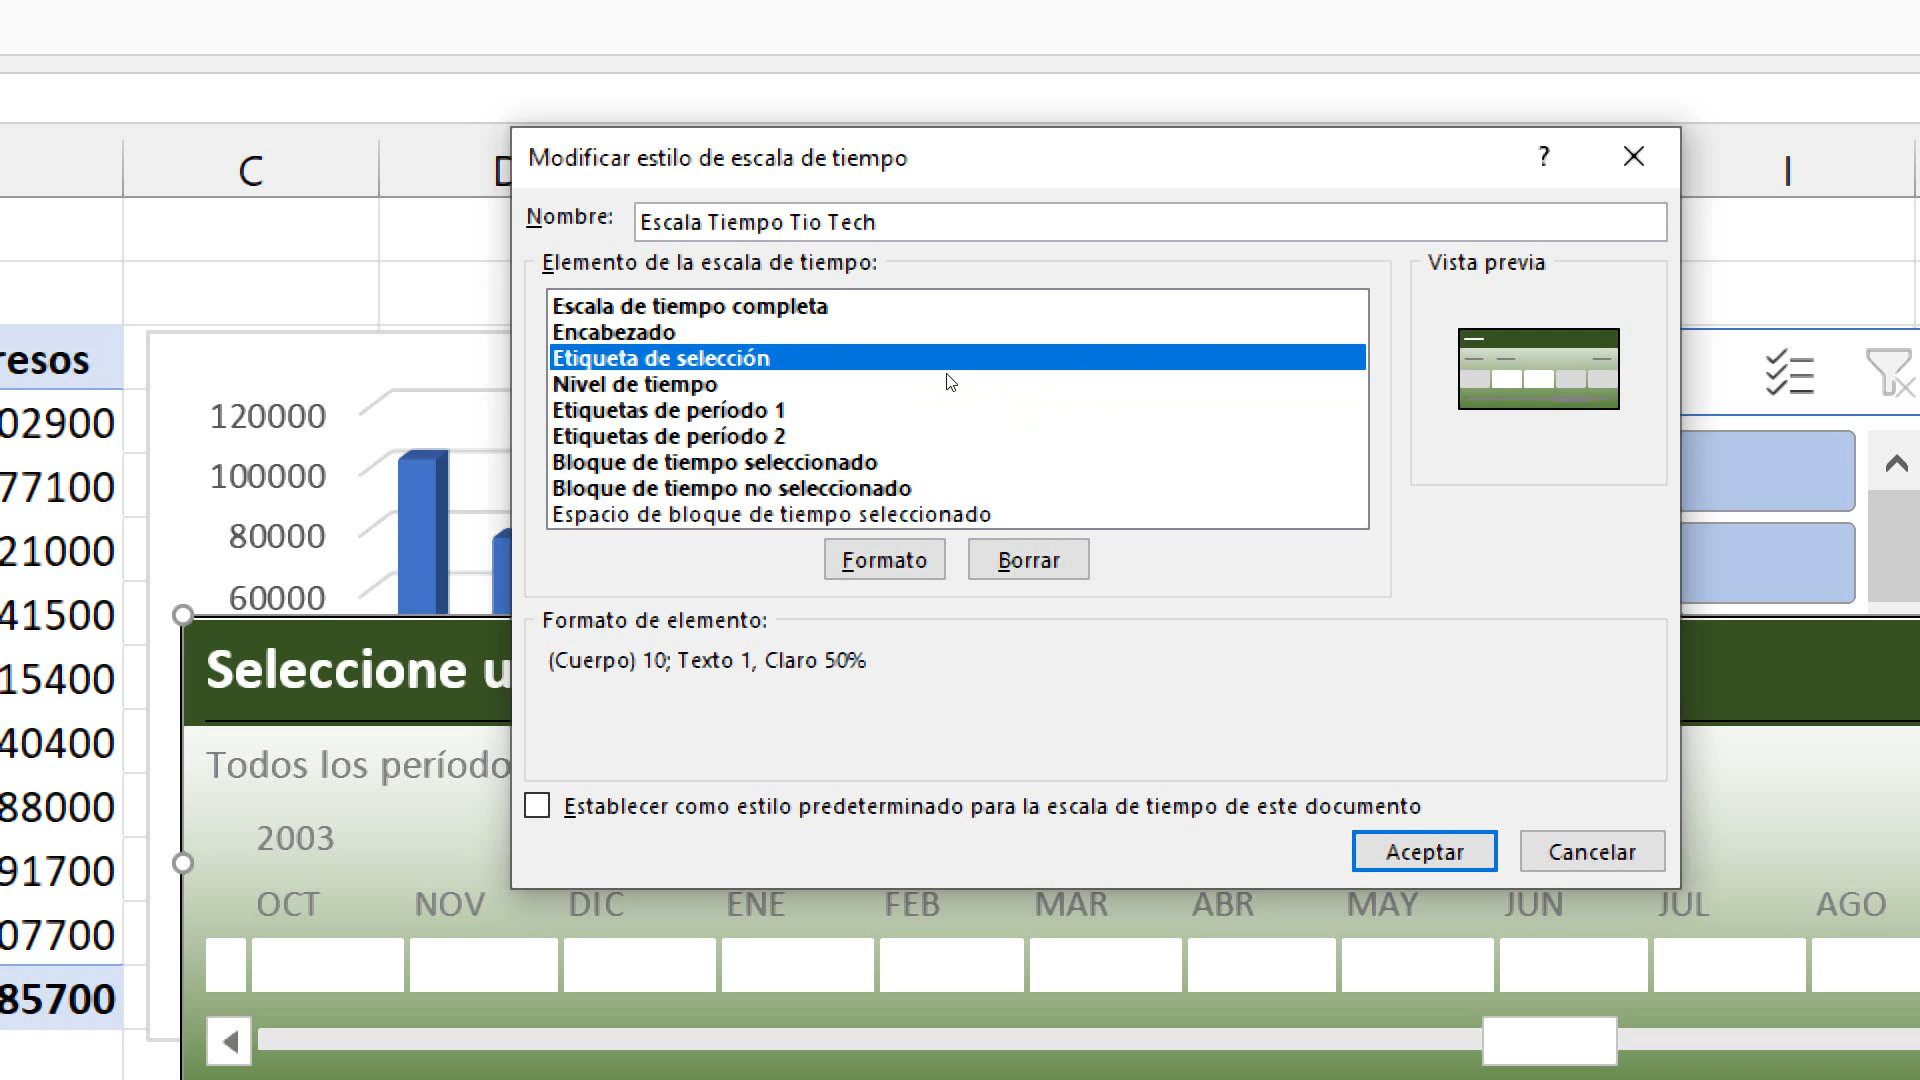 C
I
Modificar estilo de escala de tiempo
?
Nombre:
Escala Tiempo Tio Tech
Elemento de la escala de tiempo:
Vista previa
Escala de tiempo completa
Encabezado
Etiqueta de selección
Nivel de tiempo
Etiquetas de período 1
Etiquetas de período 2
Bloque de tiempo seleccionado
Bloque de tiempo no seleccionado
Espacio de bloque de tiempo seleccionado
Formato
Borrar
Formato de elemento:
(Cuerpo) 10; Texto 1, Claro 50%
Establecer como estilo predeterminado para la escala de tiempo de este documento
Aceptar
Cancelar
resos
02900
77100
21000
41500
15400
40400
88000
91700
07700
85700
120000
100000
80000
60000
Seleccione u
Todos los período
2003
OCT NOV DIC ENE FEB MAR ABR MAY JUN JUL AGO